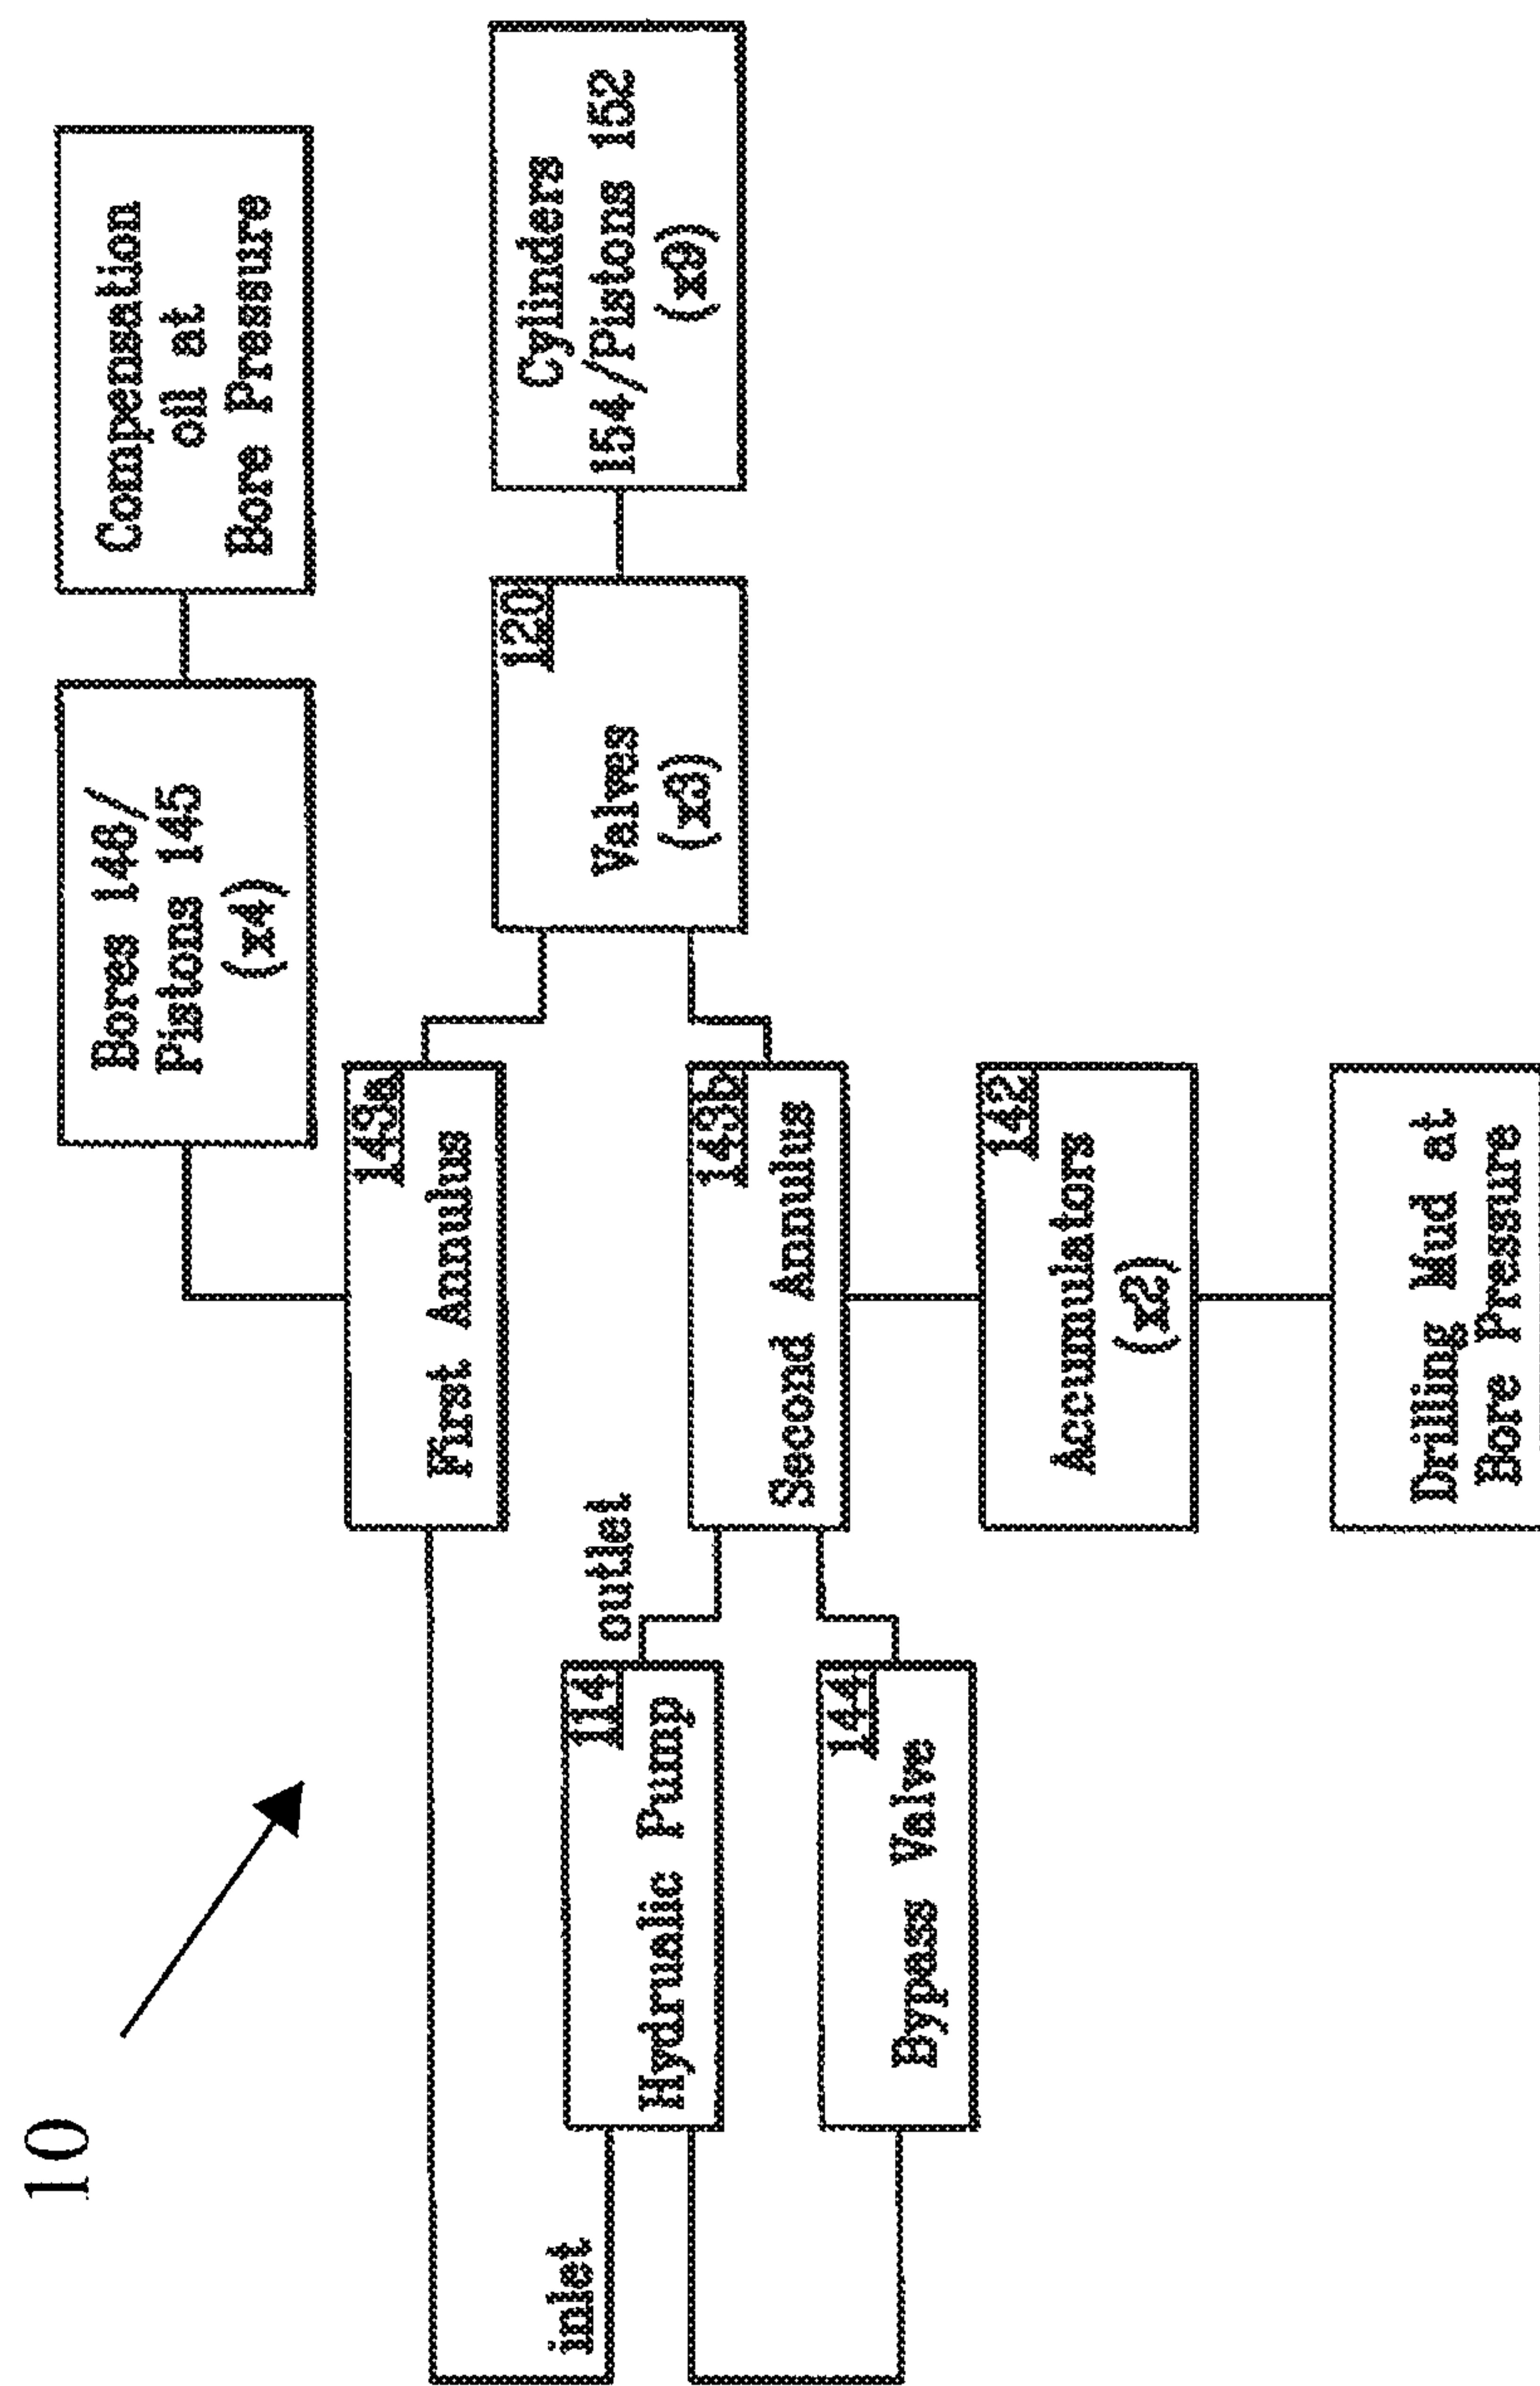 10
Bores 148/
Pistons 145
(x4)
Compensation
oil at
Bore Pressure
143a
First Annulus
120
Valves
(x3)
Cylinders
154/Pistons 152
(x9)
inlet
114
Hydrualic Pump
outlet
143b
Second Annulus
144
Bypass Valve
142
Accumulators
(x2)
Drilling Mud at
Bore Pressure